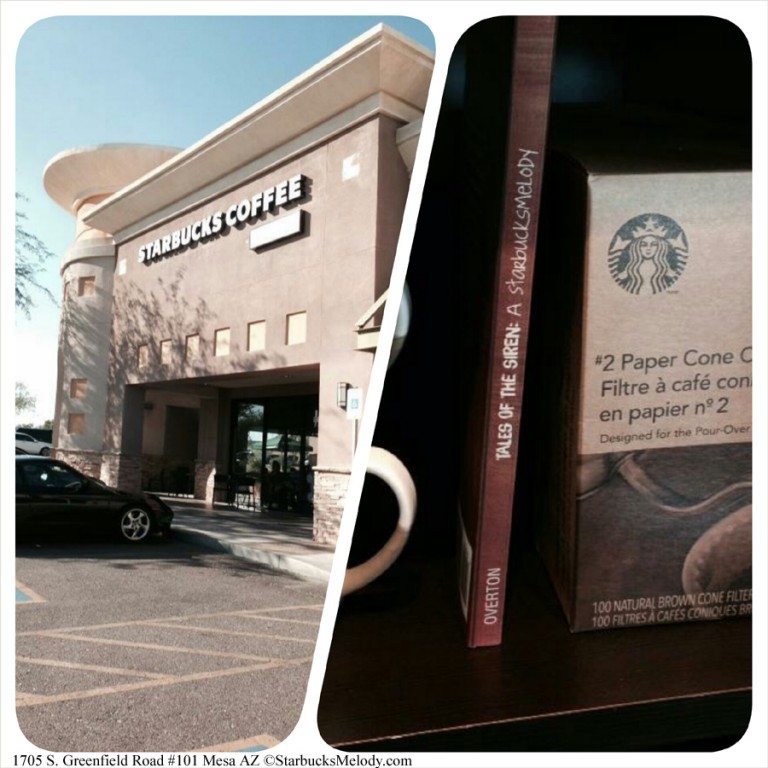 STARBUCKS COFFEE
TALES OF THE SIREN: A STARBUCKSMELODY
OVERTON
#2 Paper Cone C
Filtre à café con
en papier nº 2
Designed for the Pour-Over
100 NATURAL BROWN CONE FILTER
100 FILTRES À CAFÉS CONIQUES BR
1705 S. Greenfield Road #101 Mesa AZ ©StarbucksMelody.com